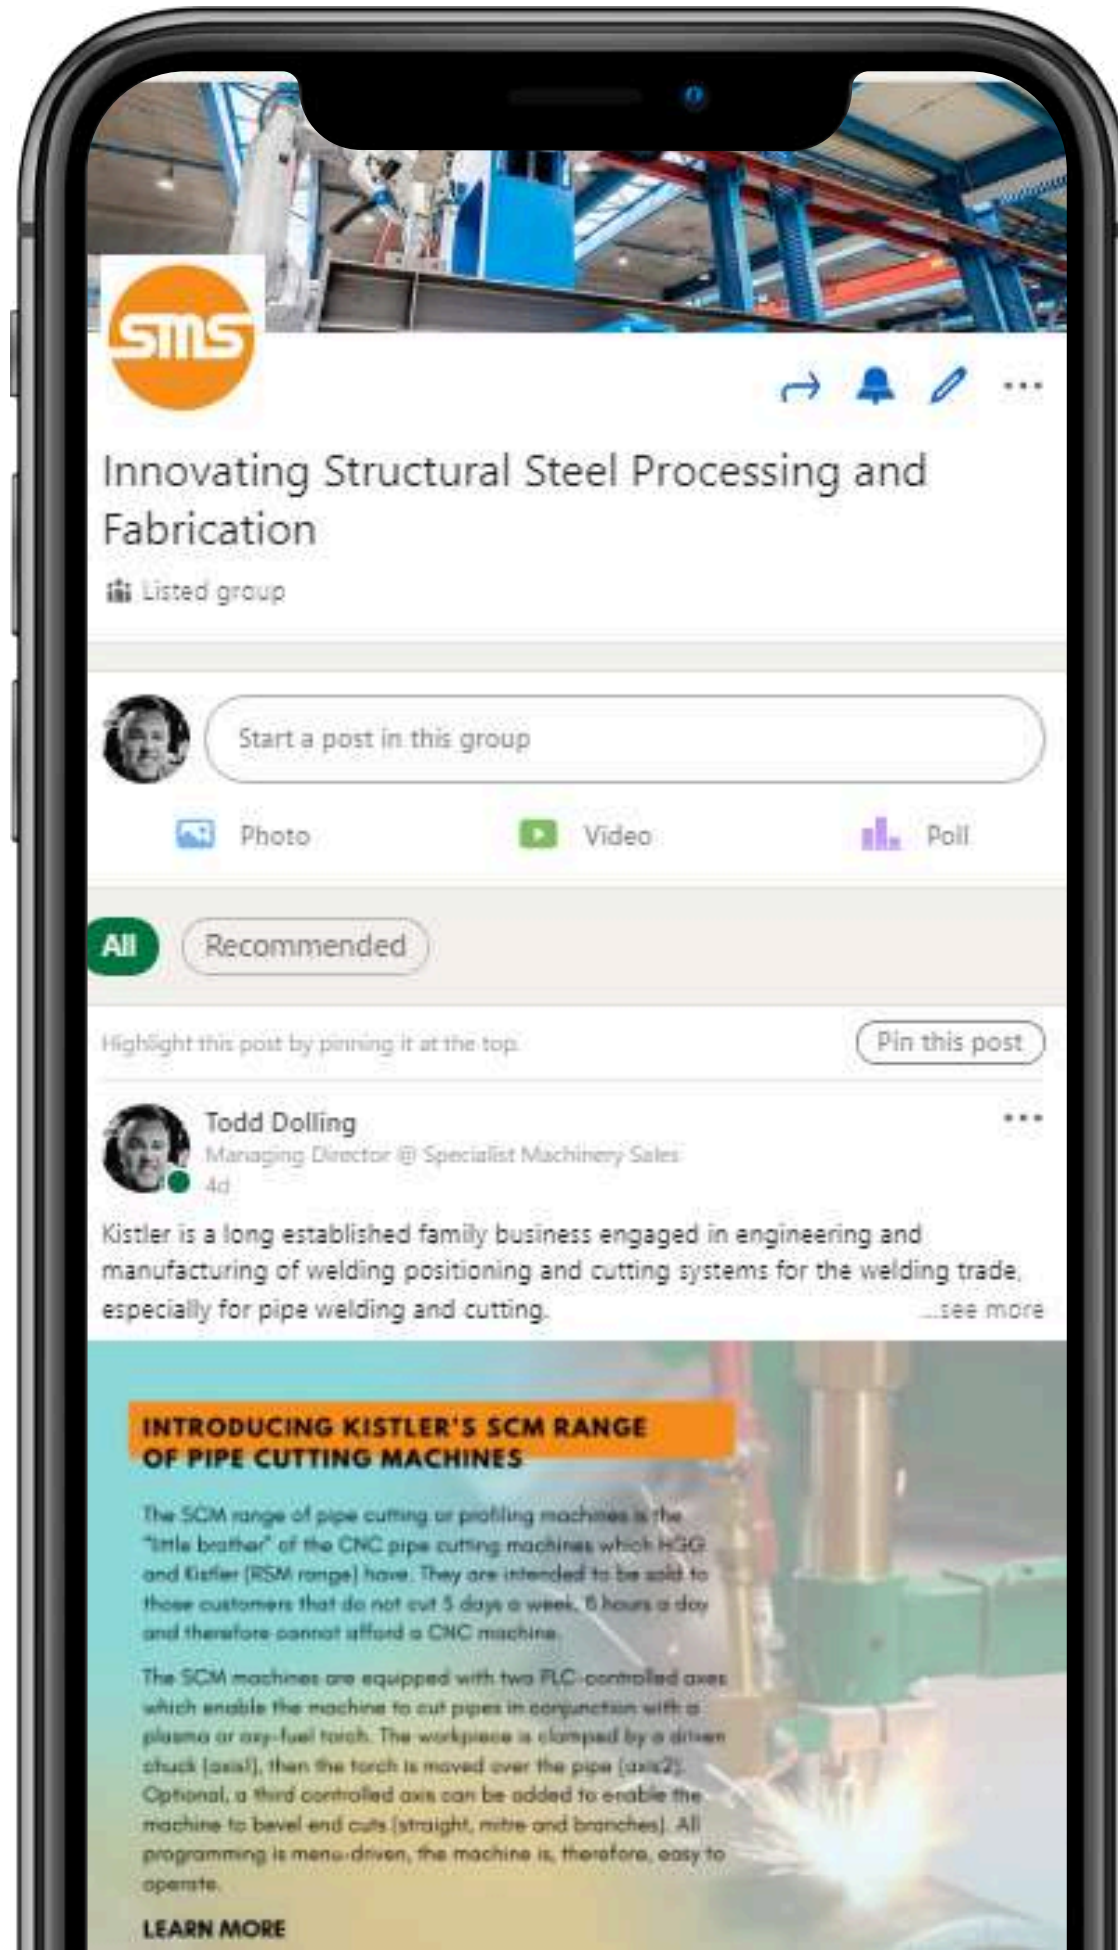 sms
Innovating Structural Steel Processing and
Fabrication
Listed group
Start a post in this group
Photo
Video
Poll
All
Recommended
Highlight this post by pinning it at the top.
Pin this post
Todd Dolling
Managing Director @ Specialist Machinery Sales
4d
Kistler is a long established family business engaged in engineering and
manufacturing of welding positioning and cutting systems for the welding trade,
especially for pipe welding and cutting.
...see more
INTRODUCING KISTLER'S SCM RANGE
OF PIPE CUTTING MACHINES
The SCM range of pipe cutting or profiling machines is the
"little brother" of the CNC pipe cutting machines which HGG
and Kistler (RSM range) have. They are intended to be sold to
those customers that do not cut 5 days a week, 8 hours a day
and therefore cannot afford a CNC machine.
The SCM machines are equipped with two PLC-controlled axes
which enable the machine to cut pipes in conjunction with a
plasma or oxy-fuel torch. The workpiece is clamped by a driven
chuck (axis1), then the torch is moved over the pipe (axis2).
Optional, a third controlled axis can be added to enable the
machine to bevel end cuts (straight, mitre and branches). All
programming is menu-driven, the machine is, therefore, easy to
operate.
LEARN MORE